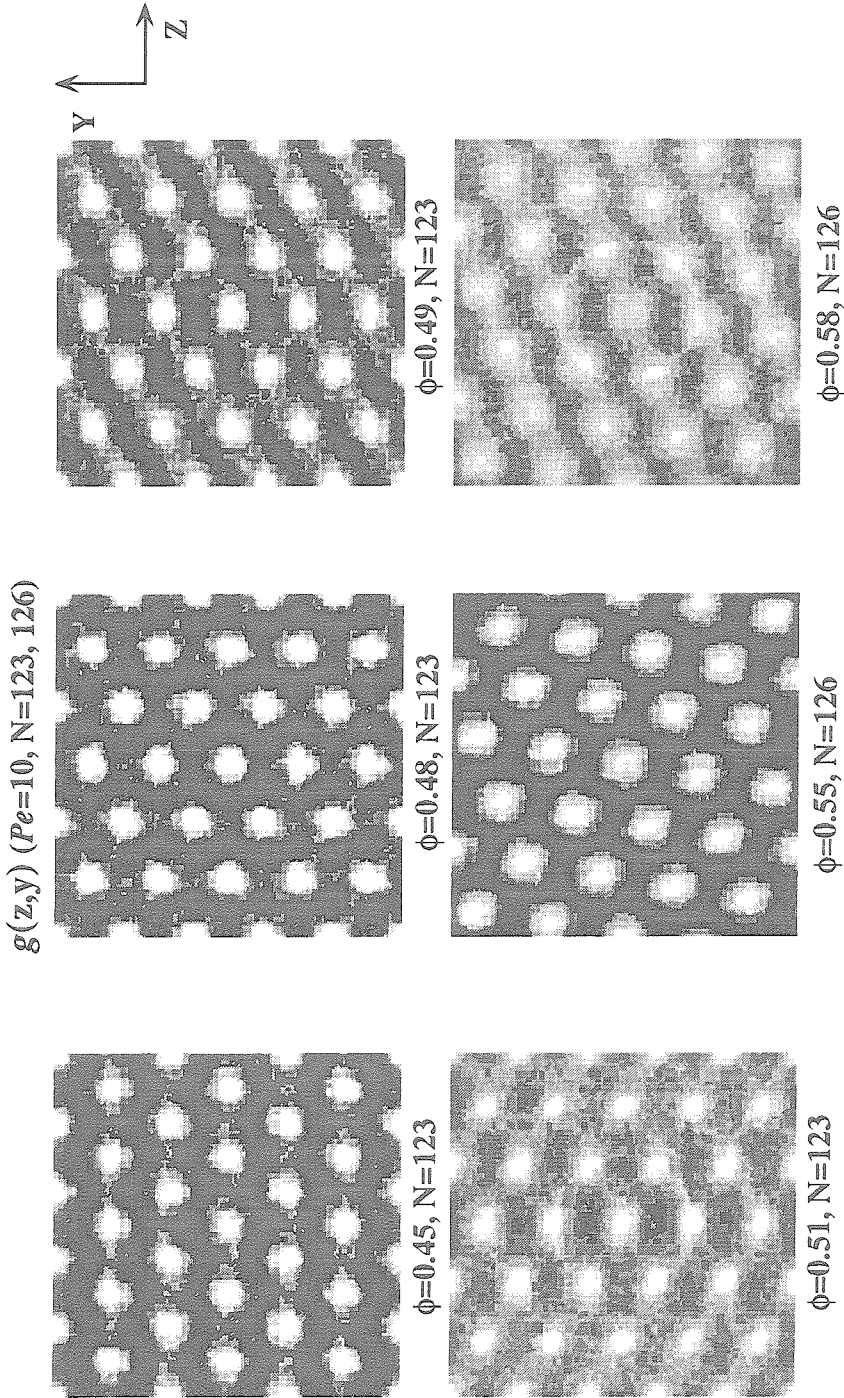 g(z,y) (Pe=10, N=123, 126)
Y
Z
ϕ=0.45, N=123
ϕ=0.48, N=123
ϕ=0.49, N=123
ϕ=0.51, N=123
ϕ=0.55, N=126
ϕ=0.58, N=126